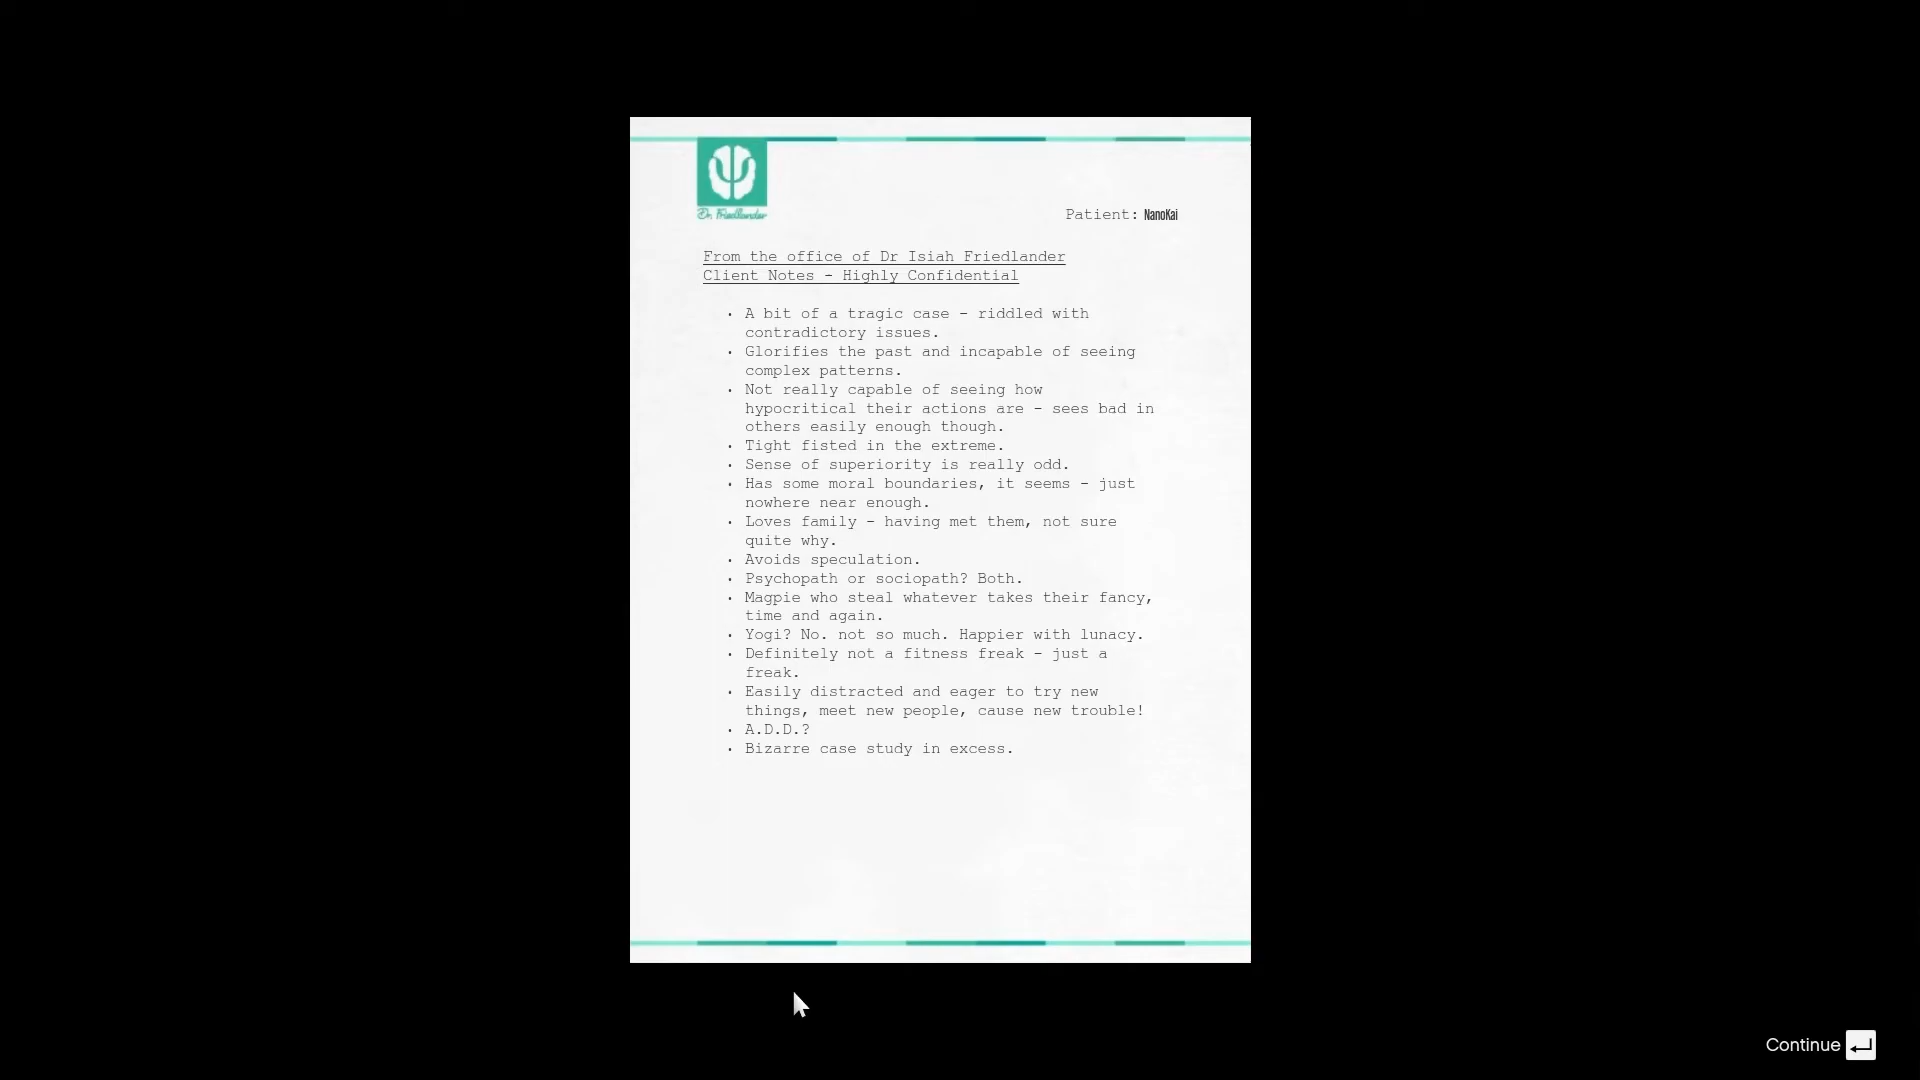 Dr. Friedlander
Patient: NanoKai
From the office of Dr Isiah Friedlander
Client Notes - Highly Confidential
• A bit of a tragic case - riddled with
contradictory issues.
• Glorifies the past and incapable of seeing
complex patterns.
• Not really capable of seeing how
hypocritical their actions are - sees bad in
others easily enough though.
• Tight fisted in the extreme.
• Sense of superiority is really odd.
• Has some moral boundaries, it seems - just
nowhere near enough.
• Loves family - having met them, not sure
quite why.
• Avoids speculation.
• Psychopath or sociopath? Both.
• Magpie who steal whatever takes their fancy,
time and again.
• Yogi? No. not so much. Happier with lunacy.
• Definitely not a fitness freak - just a
freak.
• Easily distracted and eager to try new
things, meet new people, cause new trouble!
• A.D.D.?
• Bizarre case study in excess.
Continue